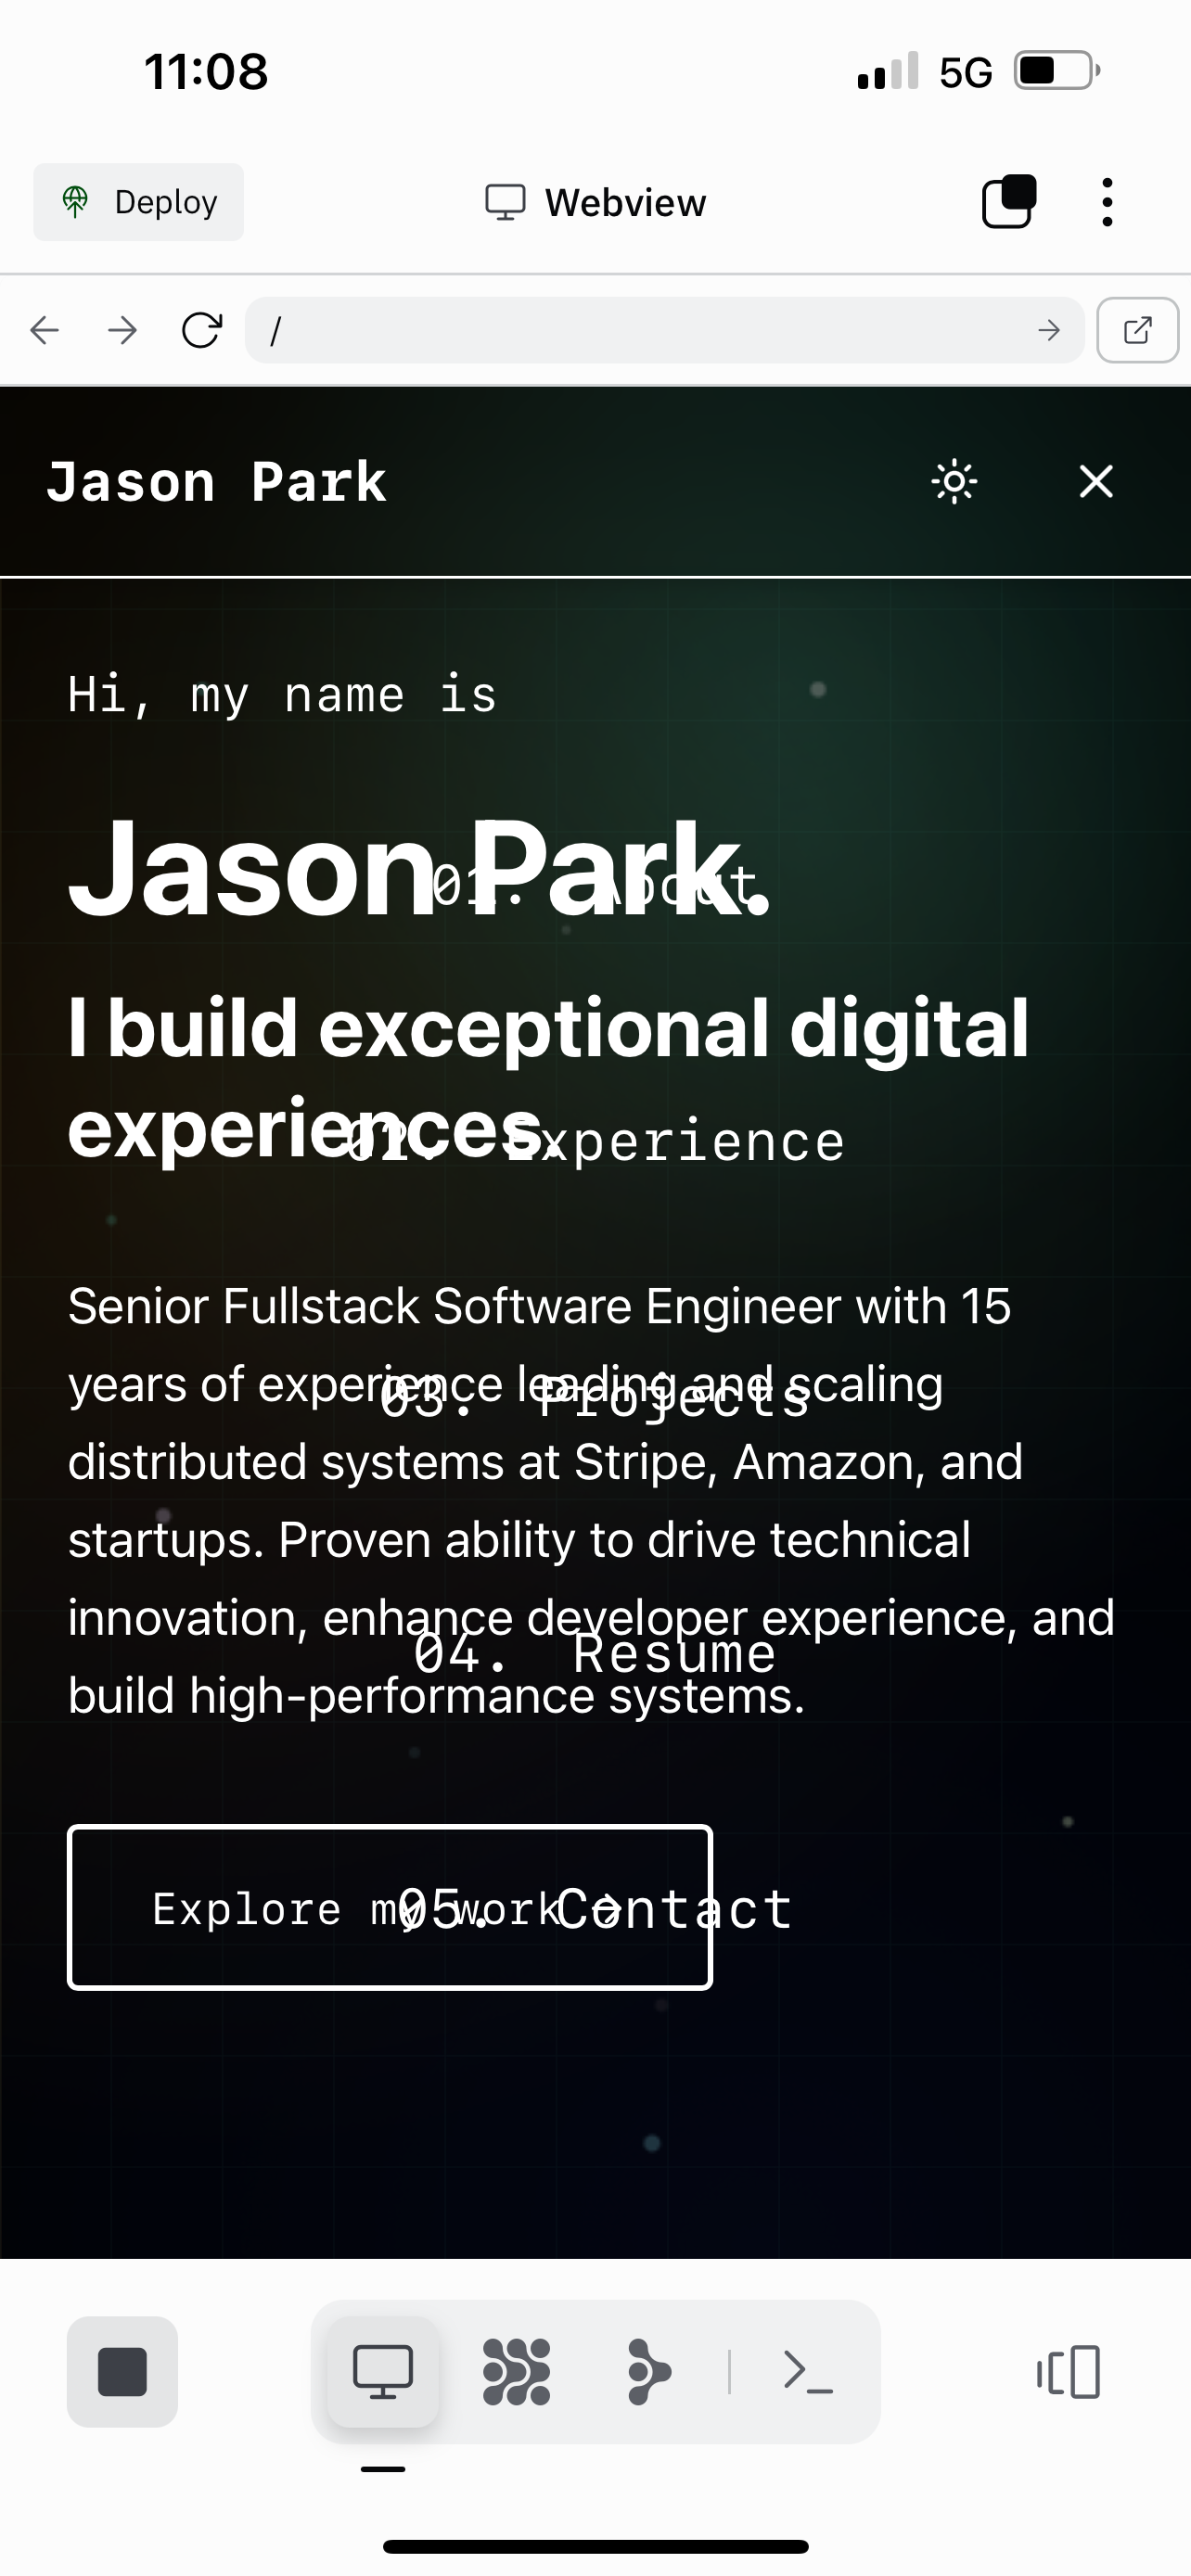 11:08
5G
Deploy
Webview
/
Jason Park
Hi, my name is
Jason Park.
01. About
I build exceptional digital
experiences.
02. Experience
Senior Fullstack Software Engineer with 15
years of experience leading and scaling
03. Projects
distributed systems at Stripe, Amazon, and
startups. Proven ability to drive technical
innovation, enhance developer experience, and
04. Resume
build high-performance systems.
Explore my work →
05. Contact